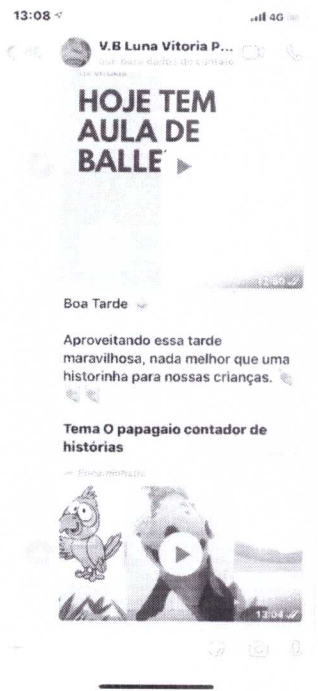 13:08
4G
V.B Luna Vitoria P...
HOJE TEM
AULA DE
BALLE
Boa Tarde
Aproveitando essa tarde
maravilhosa, nada melhor que uma
historinha para nossas crianças.
Tema O papagaio contador de
histórias
13:04